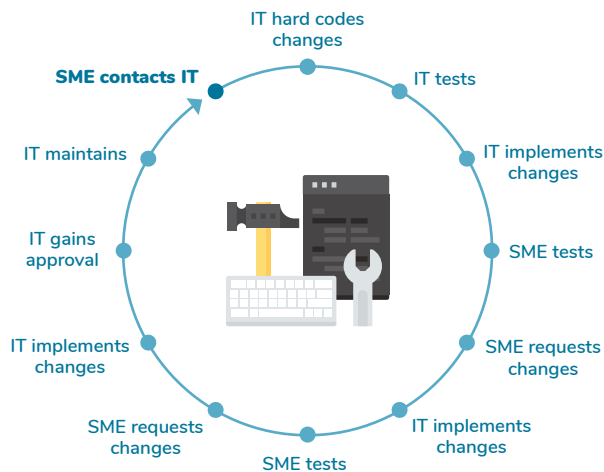 SME contacts IT
IT hard codes
changes
IT tests
IT implements
changes
SME tests
SME requests
changes
IT implements
changes
SME tests
SME requests
changes
IT implements
changes
IT gains
approval
IT maintains